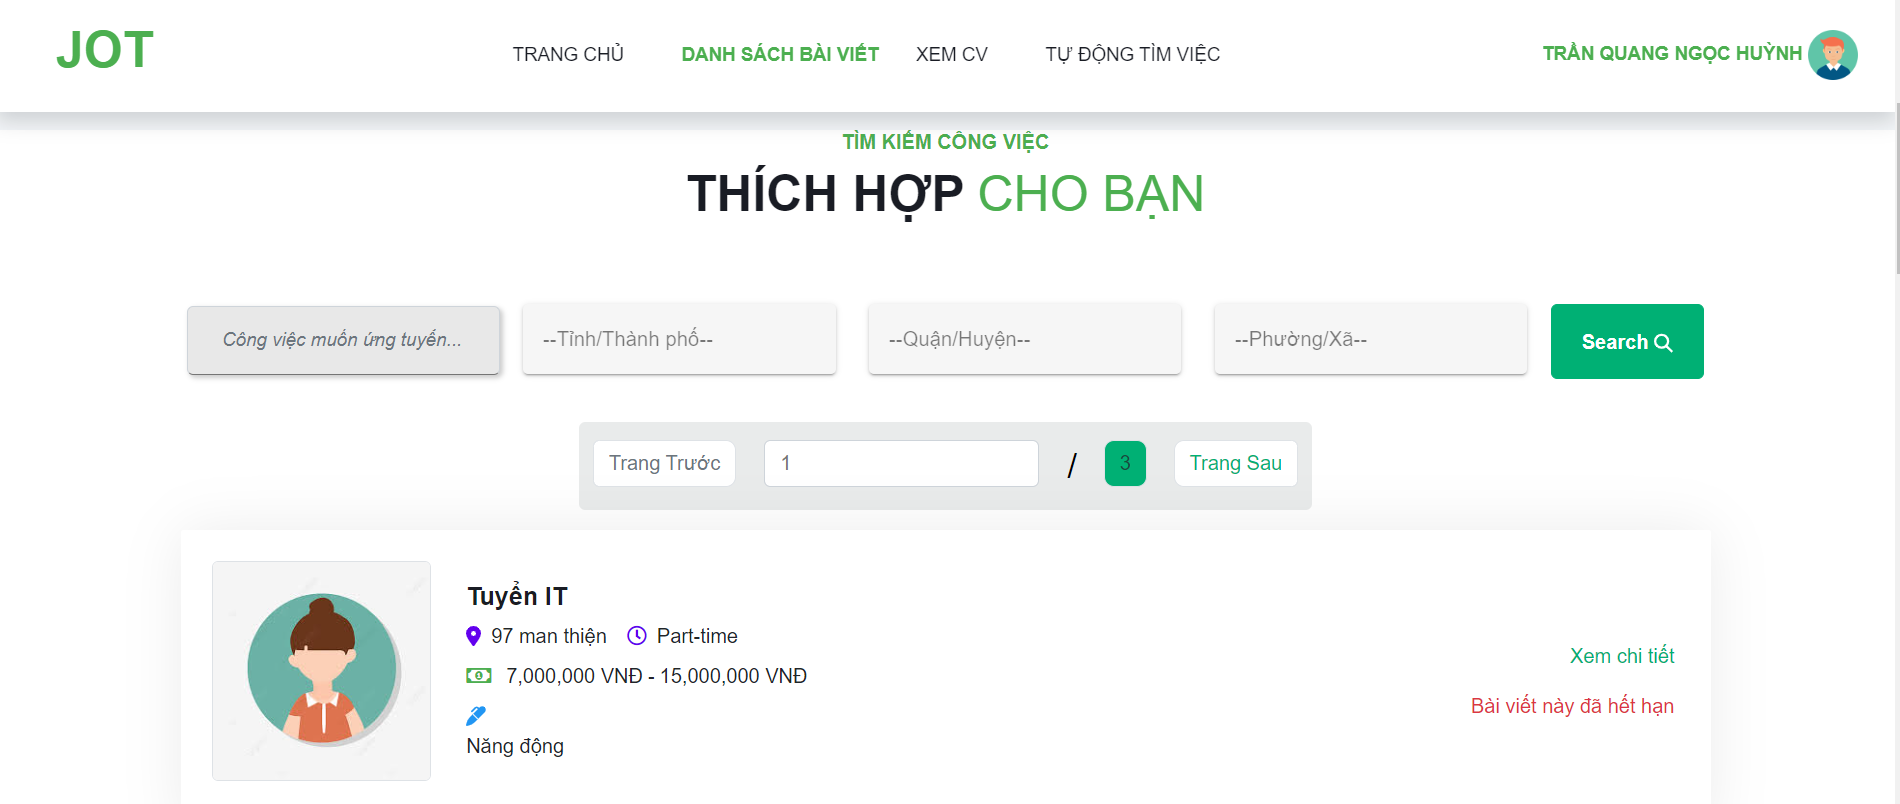 JOT
TRANG CHỦ
DANH SÁCH BÀI VIẾT
XEM CV
TỰ ĐỘNG TÌM VIỆC
TRẦN QUANG NGỌC HUỲNH
TÌM KIẾM CÔNG VIỆC
THÍCH HỢP CHO BẠN
Công việc muốn ứng tuyển...
--Tỉnh/Thành phố--
--Quận/Huyện--
--Phường/Xã--
Search
Trang Trước
1
/
3
Trang Sau
Tuyển IT
97 man thiện
Part-time
7,000,000 VNĐ - 15,000,000 VNĐ
Năng động
Xem chi tiết
Bài viết này đã hết hạn